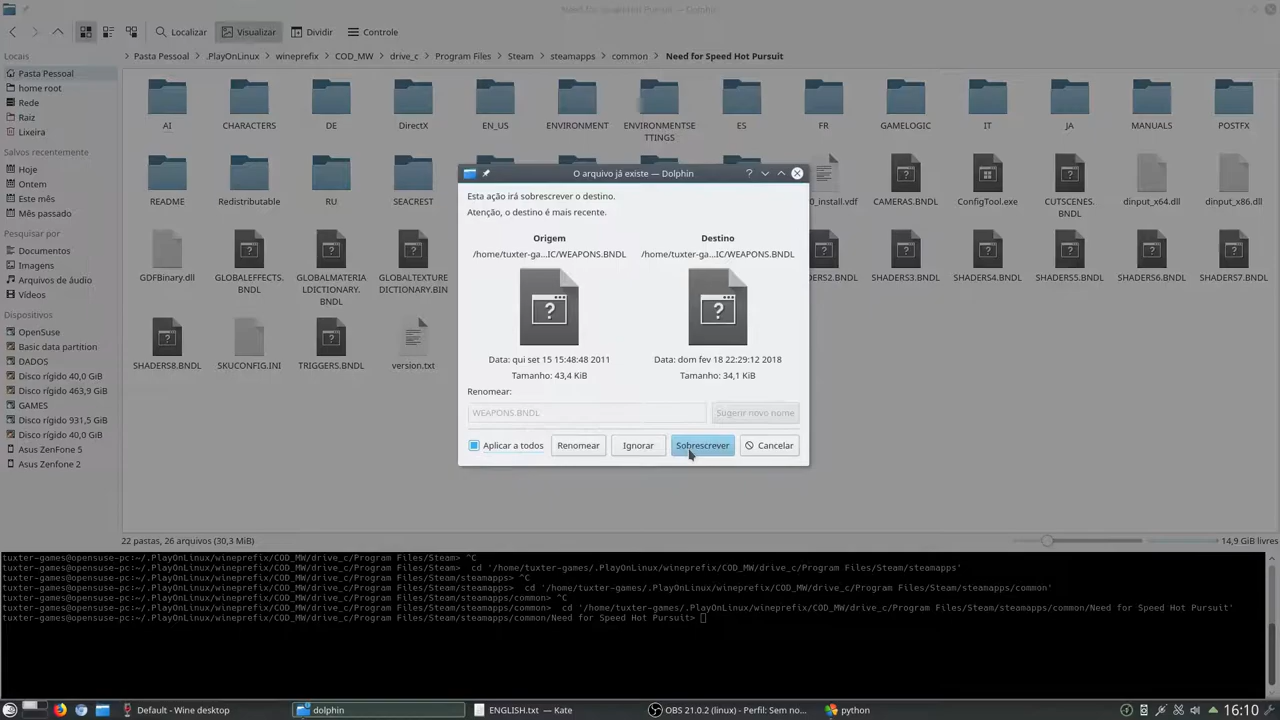 Need for Speed Hot Pursuit — Dolphin
Localizar
Visualizar
Dividir
Controle
Locais
Pasta Pessoal
home root
Rede
Raiz
Lixeira
Salvos recentemente
Hoje
Ontem
Este mês
Mês passado
Pesquisar por
Documentos
Imagens
Arquivos de áudio
Vídeos
Dispositivos
OpenSuse
Basic data partition
DADOS
Disco rígido 40,0 GiB
Disco rígido 463,9 GiB
GAMES
Disco rígido 931,5 GiB
Disco rígido 40,0 GiB
Asus Zenfone 5
Asus Zenfone 2
Pasta Pessoal > .PlayOnLinux > wineprefix > COD_MW > drive_c > Program Files > Steam > steamapps > common > Need for Speed Hot Pursuit
AI
CHARACTERS
DE
DirectX
EN_US
ENVIRONMENT
ENVIRONMENTSE
TTINGS
ES
FR
GAMELOGIC
IT
JA
MANUALS
POSTFX
README
Redistributable
RU
SEACREST
0_install.vdf
CAMERAS.BNDL
ConfigTool.exe
CUTSCENES.
BNDL
dinput_x64.dll
dinput_x86.dll
GDFBinary.dll
GLOBALEFFECTS.
BNDL
GLOBALMATERIA
LDICTIONARY.
BNDL
GLOBALTEXTURE
DICTIONARY.BIN
DERS2.BNDL
SHADERS3.BNDL
SHADERS4.BNDL
SHADERS5.BNDL
SHADERS6.BNDL
SHADERS7.BNDL
SHADERS8.BNDL
SKUCONFIG.INI
TRIGGERS.BNDL
version.txt
O arquivo já existe — Dolphin
Esta ação irá sobrescrever o destino.
Atenção, o destino é mais recente.
Origem
Destino
/home/tuxter-ga...IC/WEAPONS.BNDL
/home/tuxter-ga...IC/WEAPONS.BNDL
Data: qui set 15 15:48:48 2011
Data: dom fev 18 22:29:12 2018
Tamanho: 43,4 KiB
Tamanho: 34,1 KiB
Renomear:
WEAPONS.BNDL
Sugerir novo nome
Aplicar a todos
Renomear
Ignorar
Sobrescrever
Cancelar
22 pastas, 26 arquivos (30,3 MiB)
14,9 GiB livres
tuxter-games@opensuse-pc:~/.PlayOnLinux/wineprefix/COD_MW/drive_c/Program Files/Steam> ^C
tuxter-games@opensuse-pc:~/.PlayOnLinux/wineprefix/COD_MW/drive_c/Program Files/Steam>  cd '/home/tuxter-games/.PlayOnLinux/wineprefix/COD_MW/drive_c/Program Files/Steam/steamapps'
tuxter-games@opensuse-pc:~/.PlayOnLinux/wineprefix/COD_MW/drive_c/Program Files/Steam/steamapps> ^C
tuxter-games@opensuse-pc:~/.PlayOnLinux/wineprefix/COD_MW/drive_c/Program Files/Steam/steamapps>  cd '/home/tuxter-games/.PlayOnLinux/wineprefix/COD_MW/drive_c/Program Files/Steam/steamapps/common'
tuxter-games@opensuse-pc:~/.PlayOnLinux/wineprefix/COD_MW/drive_c/Program Files/Steam/steamapps/common> ^C
tuxter-games@opensuse-pc:~/.PlayOnLinux/wineprefix/COD_MW/drive_c/Program Files/Steam/steamapps/common>  cd '/home/tuxter-games/.PlayOnLinux/wineprefix/COD_MW/drive_c/Program Files/Steam/steamapps/common/Need for Speed Hot Pursuit'
tuxter-games@opensuse-pc:~/.PlayOnLinux/wineprefix/COD_MW/drive_c/Program Files/Steam/steamapps/common/Need for Speed Hot Pursuit>
Default - Wine desktop
dolphin
ENGLISH.txt — Kate
OBS 21.0.2 (linux) - Perfil: Sem no...
python
16:10